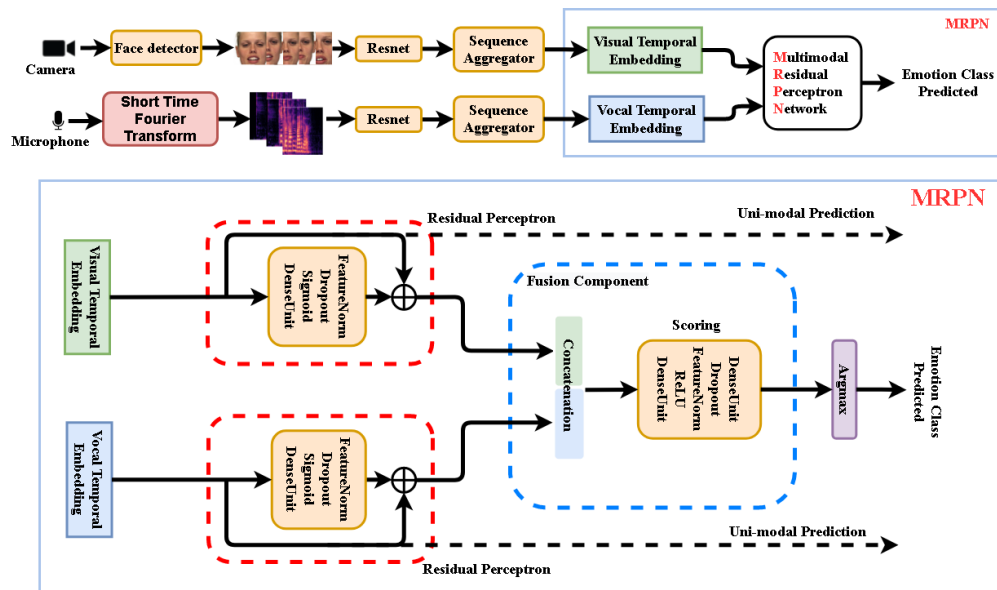 MRPN
Camera
Face detector
Resnet
Sequence
Aggregator
Visual Temporal
Embedding
Multimodal
Residual
Perceptron
Network
Emotion Class
Predicted
Microphone
Short Time
Fourier
Transform
Resnet
Sequence
Aggregator
Vocal Temporal
Embedding
MRPN
Residual Perceptron
Uni-modal Prediction
Visual Temporal
Embedding
FeatureNorm
Dropout
Sigmoid
DenseUnit
Fusion Component
Concatenation
Scoring
DenseUnit
Dropout
FeatureNorm
ReLU
DenseUnit
Argmax
Emotion Class
Predicted
Vocal Temporal
Embedding
FeatureNorm
Dropout
Sigmoid
DenseUnit
Uni-modal Prediction
Residual Perceptron